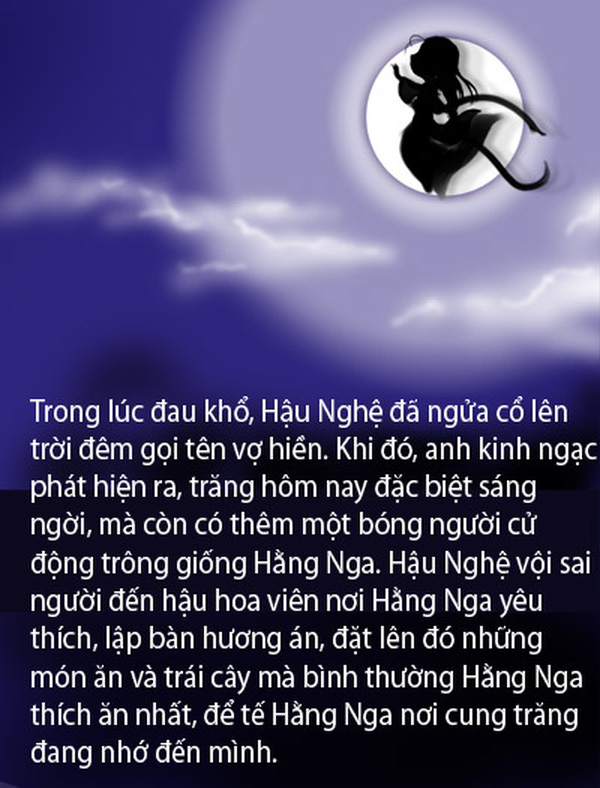 Trong lúc đau khổ, Hậu Nghệ đã ngửa cổ lên
trời đêm gọi tên vợ hiền. Khi đó, anh kinh ngạc
phát hiện ra, trăng hôm nay đặc biệt sáng
ngời, mà còn có thêm một bóng người cử
động trông giống Hằng Nga. Hậu Nghệ vội sai
người đến hậu hoa viên nơi Hằng Nga yêu
thích, lập bàn hương án, đặt lên đó những
món ăn và trái cây mà bình thường Hằng Nga
thích ăn nhất, để tế Hằng Nga nơi cung trăng
đang nhớ đến mình.